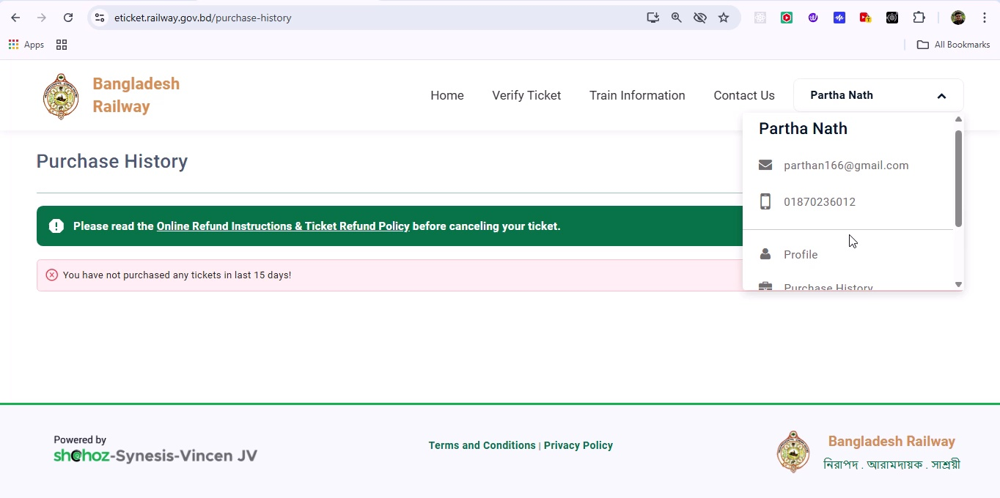 eticket.railway.gov.bd/purchase-history
Apps
All Bookmarks
Bangladesh
Railway
Home
Verify Ticket
Train Information
Contact Us
Partha Nath
Partha Nath
parthan166@gmail.com
01870236012
Profile
Purchase History
Purchase History
Please read the Online Refund Instructions & Ticket Refund Policy before canceling your ticket.
You have not purchased any tickets in last 15 days!
Powered by
shohoz-Synesis-Vincen JV
Terms and Conditions | Privacy Policy
Bangladesh Railway
নিরাপদ . আরামদায়ক . সাশ্রয়ী